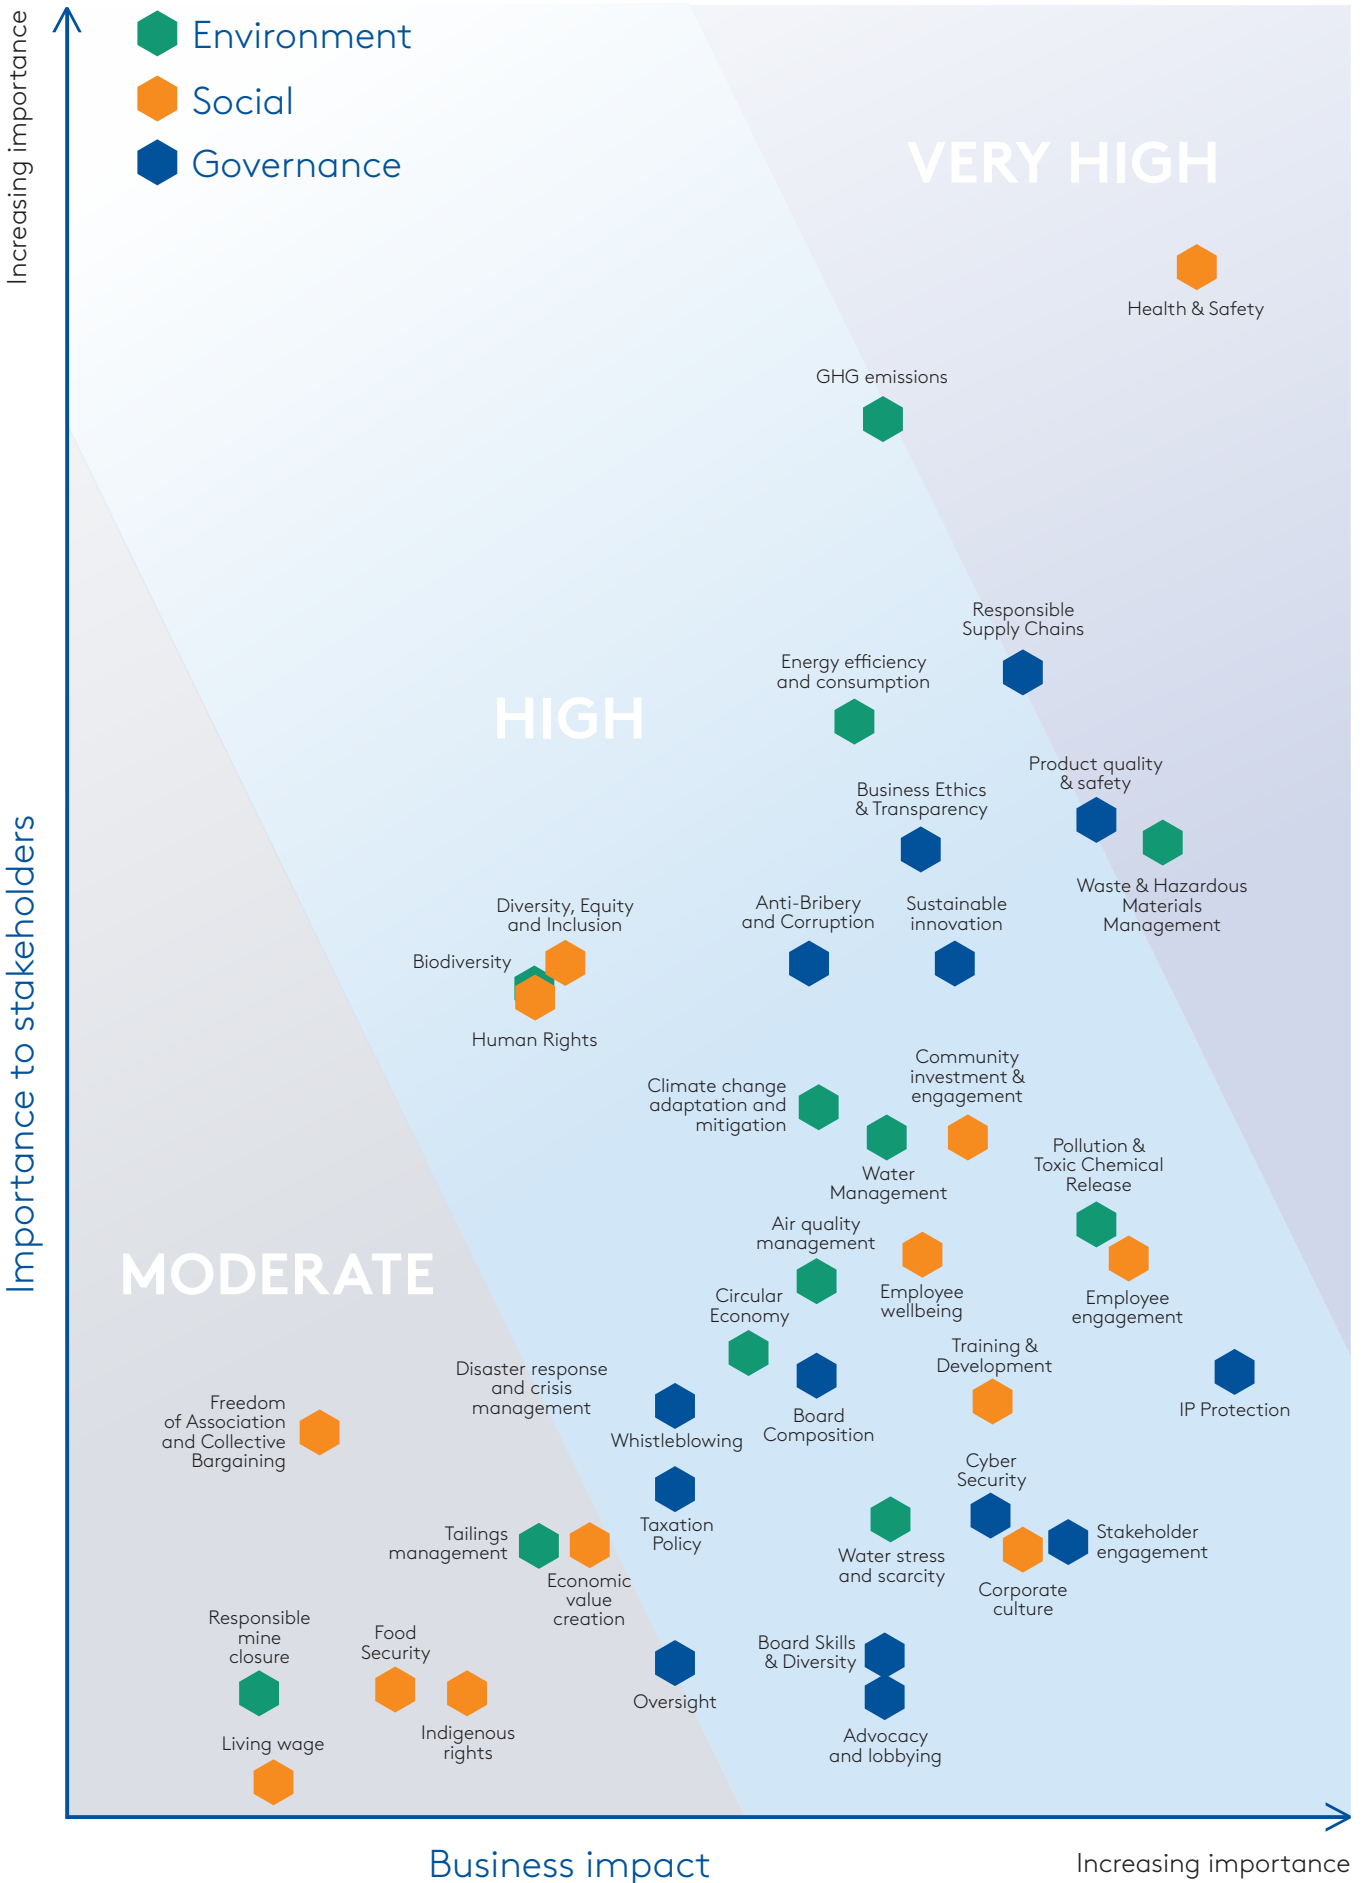 Increasing importance
Environment
Social
Governance
VERY HIGH
Health & Safety
GHG emissions
Responsible
Supply Chains
Energy efficiency
and consumption
HIGH
Product quality
& safety
Business Ethics
& Transparency
Waste & Hazardous
Materials
Management
Anti-Bribery
and Corruption
Sustainable
innovation
Diversity, Equity
and Inclusion
Biodiversity
Human Rights
Importance to stakeholders
Community
investment &
engagement
Climate change
adaptation and
mitigation
Water
Management
Pollution &
Toxic Chemical
Release
Air quality
management
MODERATE
Employee
wellbeing
Employee
engagement
Circular
Economy
Training &
Development
Disaster response
and crisis
management
Freedom
of Association
and Collective
Bargaining
Whistleblowing
Board
Composition
IP Protection
Cyber
Security
Taxation
Policy
Tailings
management
Stakeholder
engagement
Water stress
and scarcity
Economic
value
creation
Corporate
culture
Responsible
mine
closure
Food
Security
Board Skills
& Diversity
Oversight
Indigenous
rights
Living wage
Advocacy
and lobbying
Business impact
Increasing importance